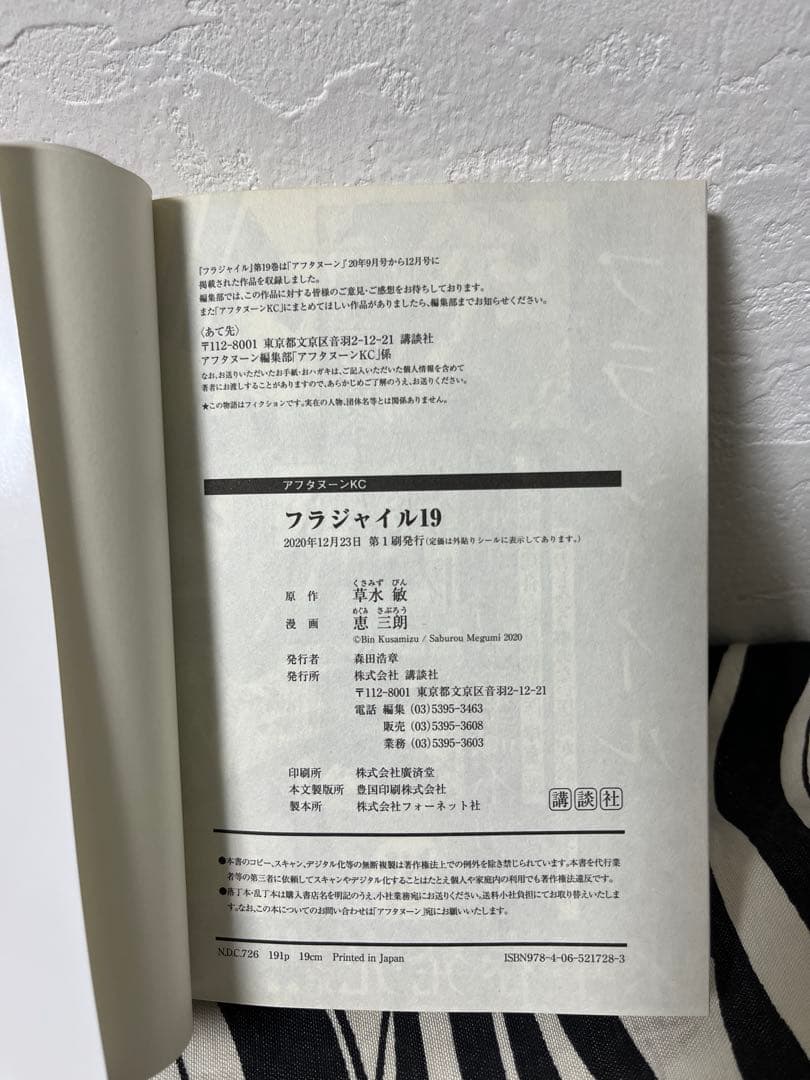 『フラジャイル』第19巻は「アフタヌーン」'20年9月号から12月号に
掲載された作品を収録しました。
編集部では、この作品に対する皆様のご意見・ご感想をお待ちしております。
また「アフタヌーンKC」にまとめてほしい作品がありましたら、編集部までお知らせください。
〈あて先〉
〒112-8001 東京都文京区音羽2-12-21 講談社
アフタヌーン編集部「アフタヌーンKC」係
なお、お送りいただいたお手紙・おハガキは、ご記入いただいた個人情報を含めて
著者にお渡しすることがありますので、あらかじめご了解のうえ、お送りください。
★この物語はフィクションです。実在の人物、団体名等とは関係ありません。
アフタヌーンKC
フラジャイル19
2020年12月23日 第1刷発行(定価は外貼りシールに表示してあります。)
くさみず びん
原作 草水 敏
めぐみ さぶろう
漫画 恵 三朗
©Bin Kusamizu / Saburou Megumi 2020
発行者 森田浩章
発行所 株式会社 講談社
〒112-8001 東京都文京区音羽2-12-21
電話 編集 (03)5395-3463
販売 (03)5395-3608
業務 (03)5395-3603
印刷所 株式会社廣済堂
本文製版所 豊国印刷株式会社
製本所 株式会社フォーネット社
講談社
●本書のコピー、スキャン、デジタル化等の無断複製は著作権法上での例外を除き禁じられています。本書を代行業
者等の第三者に依頼してスキャンやデジタル化することはたとえ個人や家庭内の利用でも著作権法違反です。
●落丁本・乱丁本は購入書店名を明記のうえ、小社業務宛にお送りください。送料小社負担にてお取り替えいたしま
す。なお、この本についてのお問い合わせは「アフタヌーン」宛にお願いいたします。
N.D.C.726 191p 19cm Printed in Japan
ISBN978-4-06-521728-3